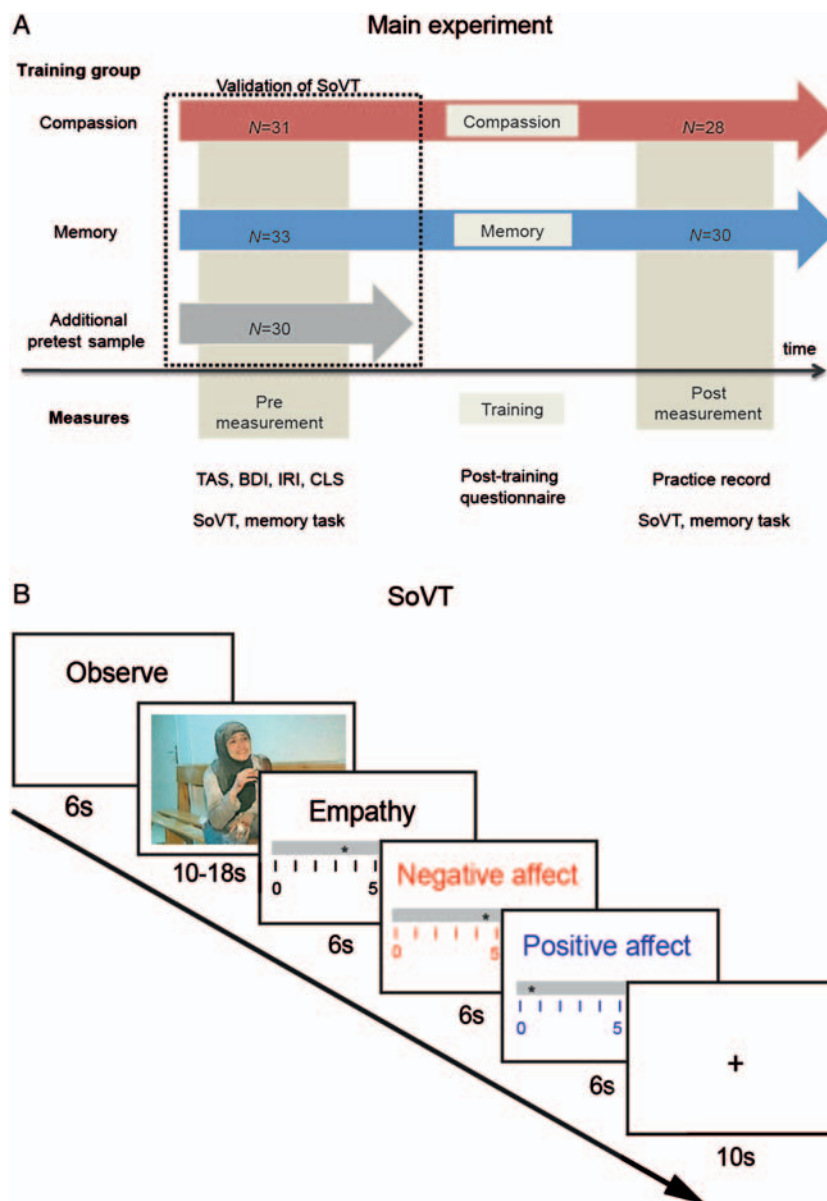 A
Main experiment
Training group
Validation of SoVT
Compassion
N=31
Compassion
N=28
Memory
N=33
Memory
N=30
Additional
pretest sample
N=30
time
Measures
Pre
measurement
Training
Post
measurement
TAS, BDI, IRI, CLS
SoVT, memory task
Post-training
questionnaire
Practice record
SoVT, memory task
B
SoVT
Observe
6s
10-18s
Empathy
*
0 5
6s
Negative affect
*
0 5
6s
Positive affect
*
0 5
6s
+
10s